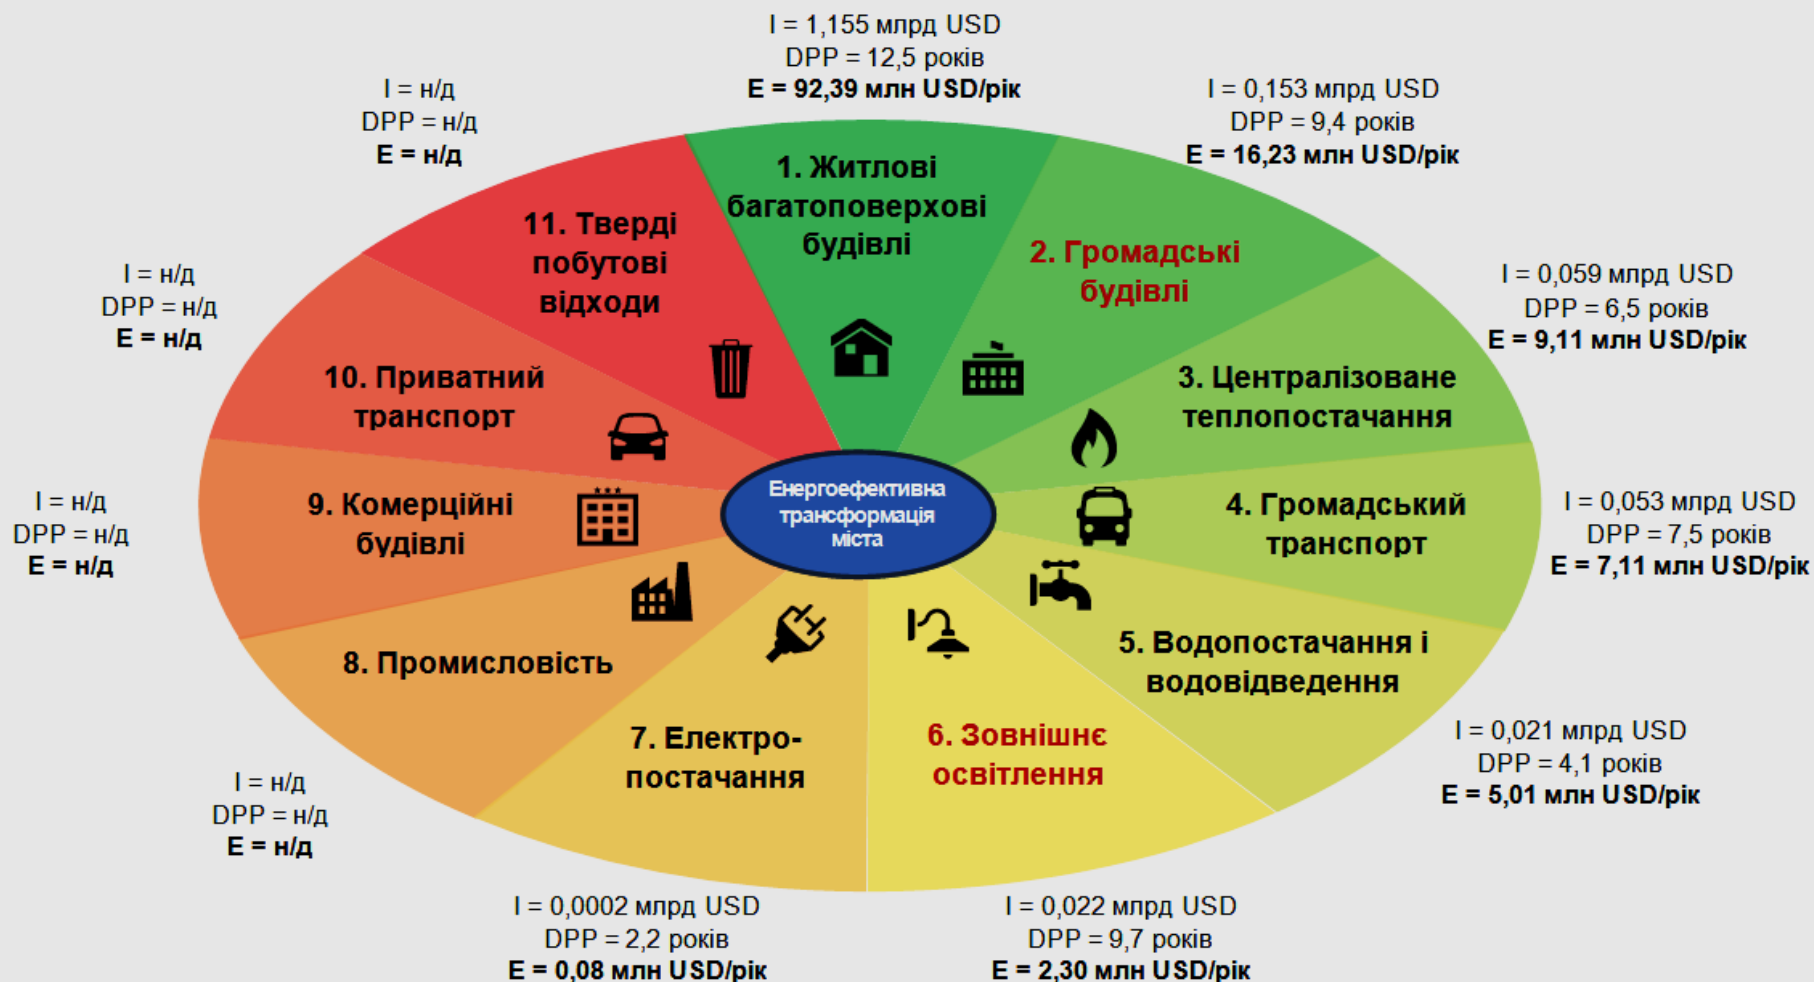 I = 1,155 млрд USD
DPP = 12,5 років
E = 92,39 млн USD/рік
I = 0,153 млрд USD
DPP = 9,4 років
E = 16,23 млн USD/рік
I = 0,059 млрд USD
DPP = 6,5 років
E = 9,11 млн USD/рік
I = 0,053 млрд USD
DPP = 7,5 років
E = 7,11 млн USD/рік
I = 0,021 млрд USD
DPP = 4,1 років
E = 5,01 млн USD/рік
I = 0,022 млрд USD
DPP = 9,7 років
E = 2,30 млн USD/рік
I = 0,0002 млрд USD
DPP = 2,2 років
E = 0,08 млн USD/рік
I = н/д
DPP = н/д
E = н/д
I = н/д
DPP = н/д
E = н/д
I = н/д
DPP = н/д
E = н/д
I = н/д
DPP = н/д
E = н/д
1. Житлові
багатоповерхові
будівлі
2. Громадські
будівлі
3. Централізоване
теплопостачання
4. Громадський
транспорт
5. Водопостачання і
водовідведення
6. Зовнішнє
освітлення
7. Електро-
постачання
8. Промисловість
9. Комерційні
будівлі
10. Приватний
транспорт
11. Тверді
побутові
відходи
Енергоефективна
трансформація
міста